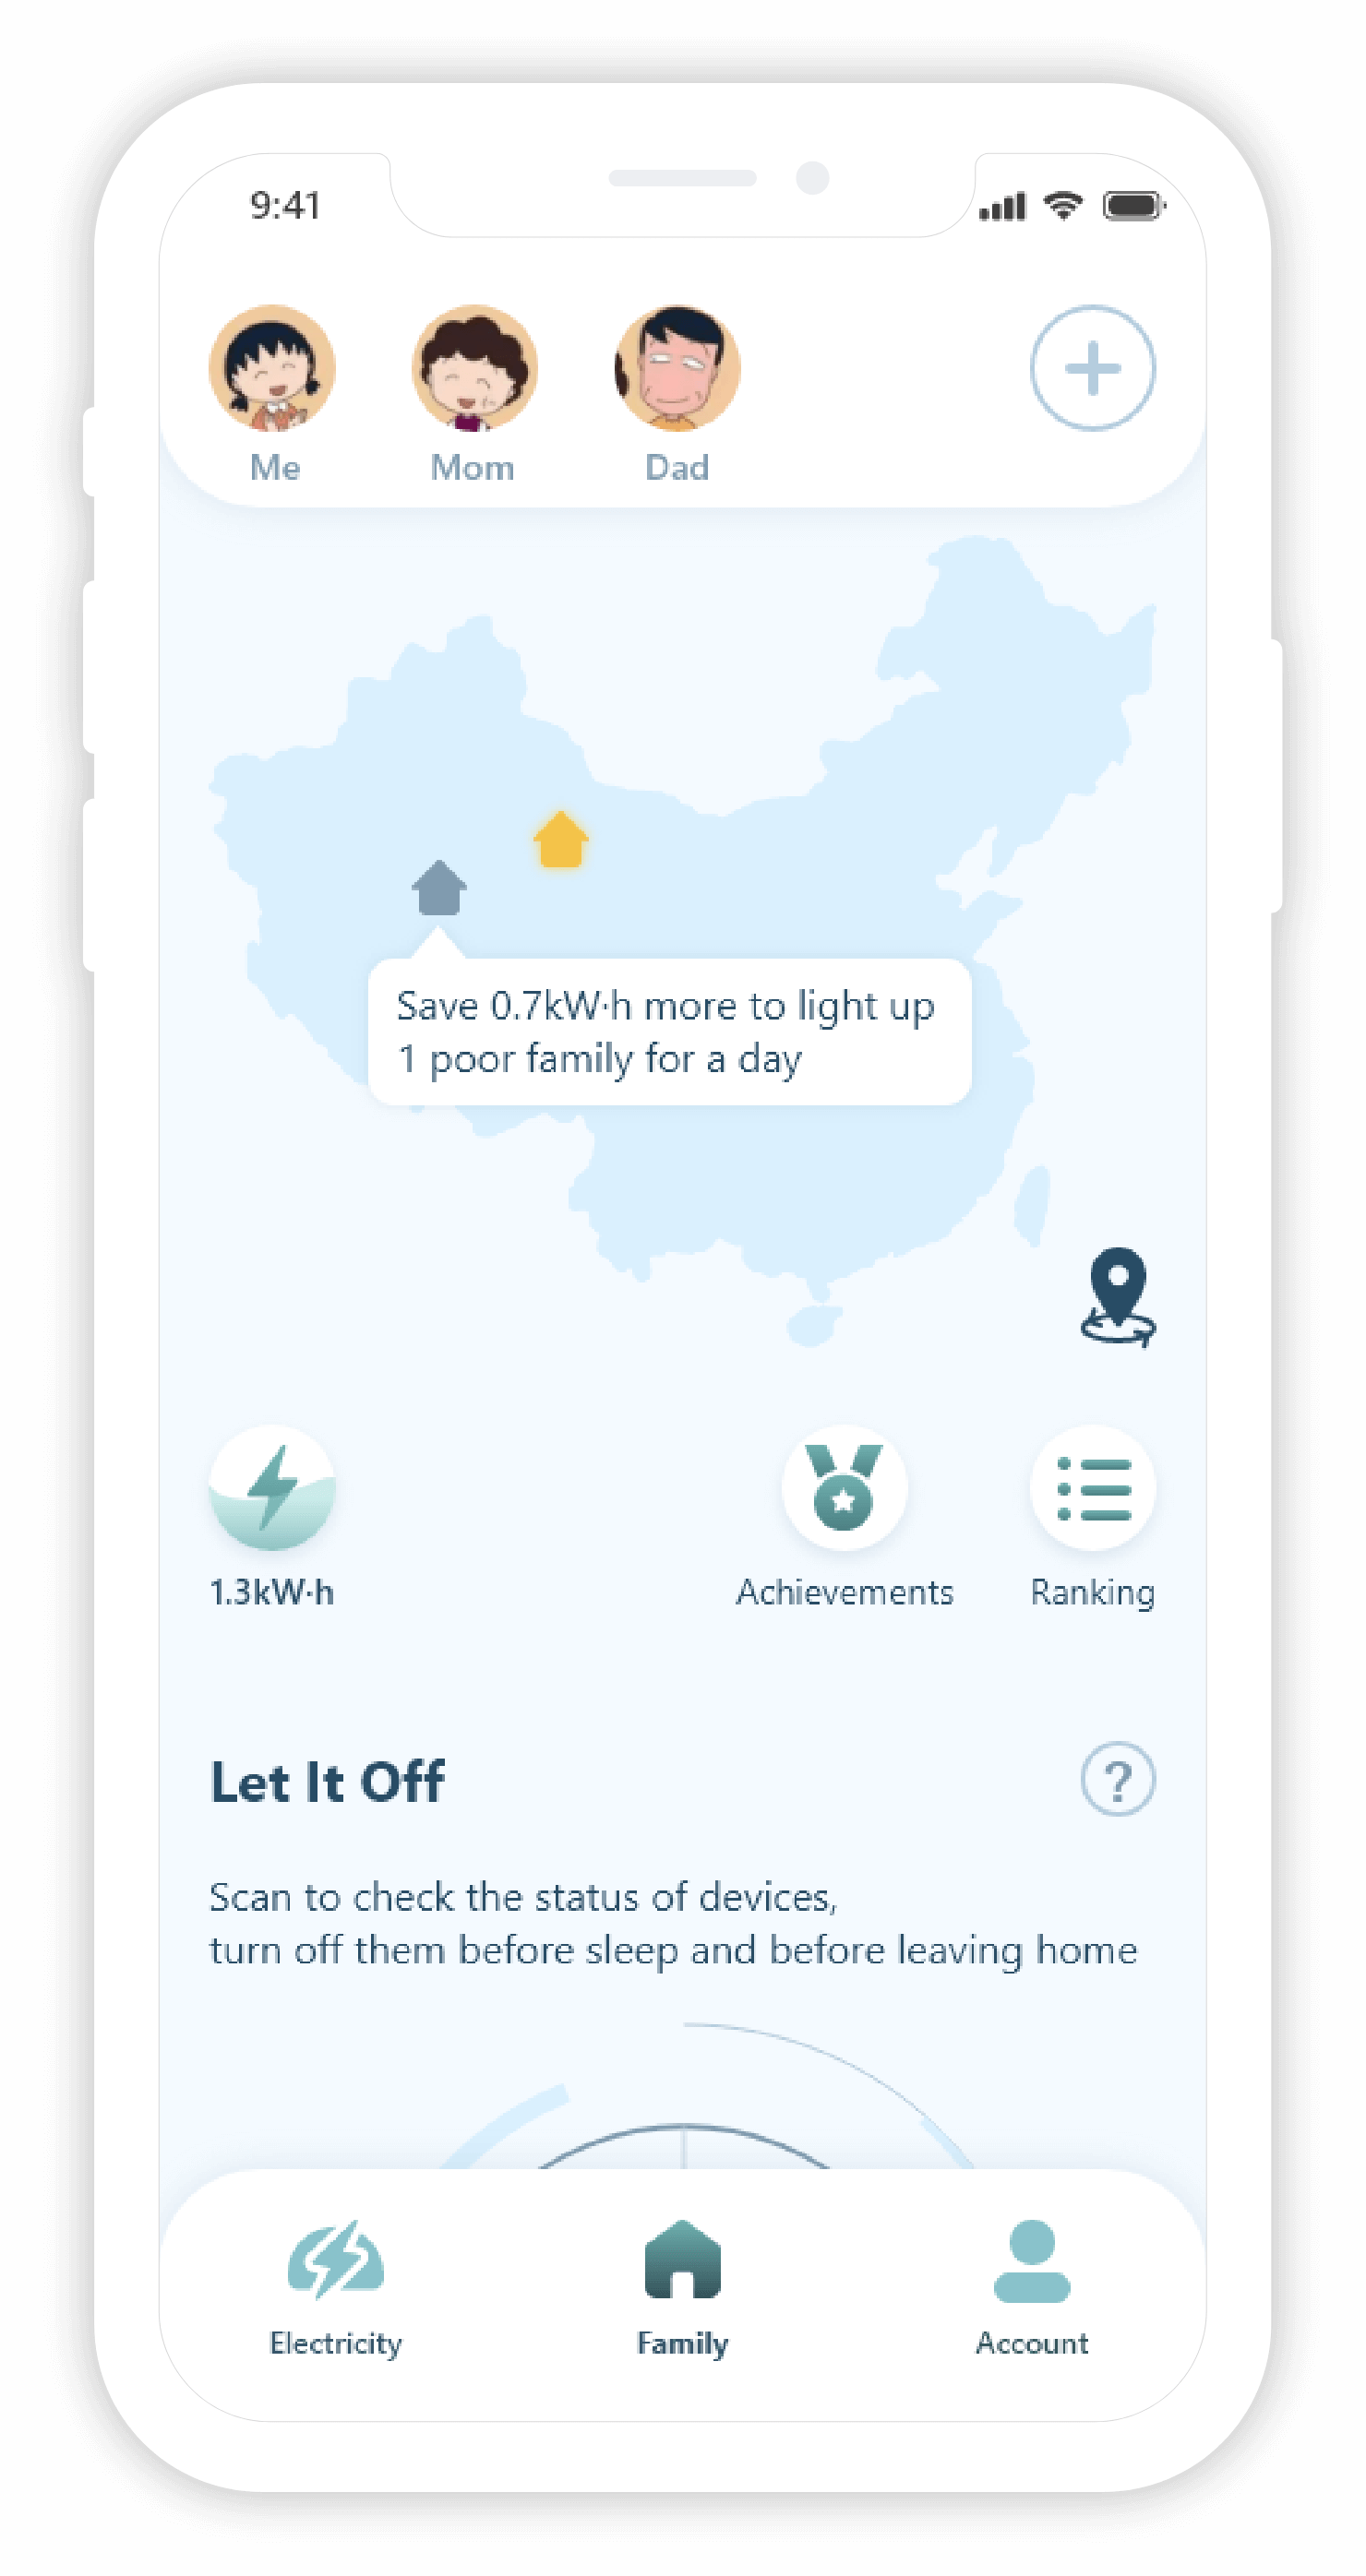 9:41
Me
Mom
Dad
Save 0.7kW·h more to light up
1 poor family for a day
1.3kW·h
Achievements
Ranking
Let It Off
?
Scan to check the status of devices,
turn off them before sleep and before leaving home
Electricity
Family
Account